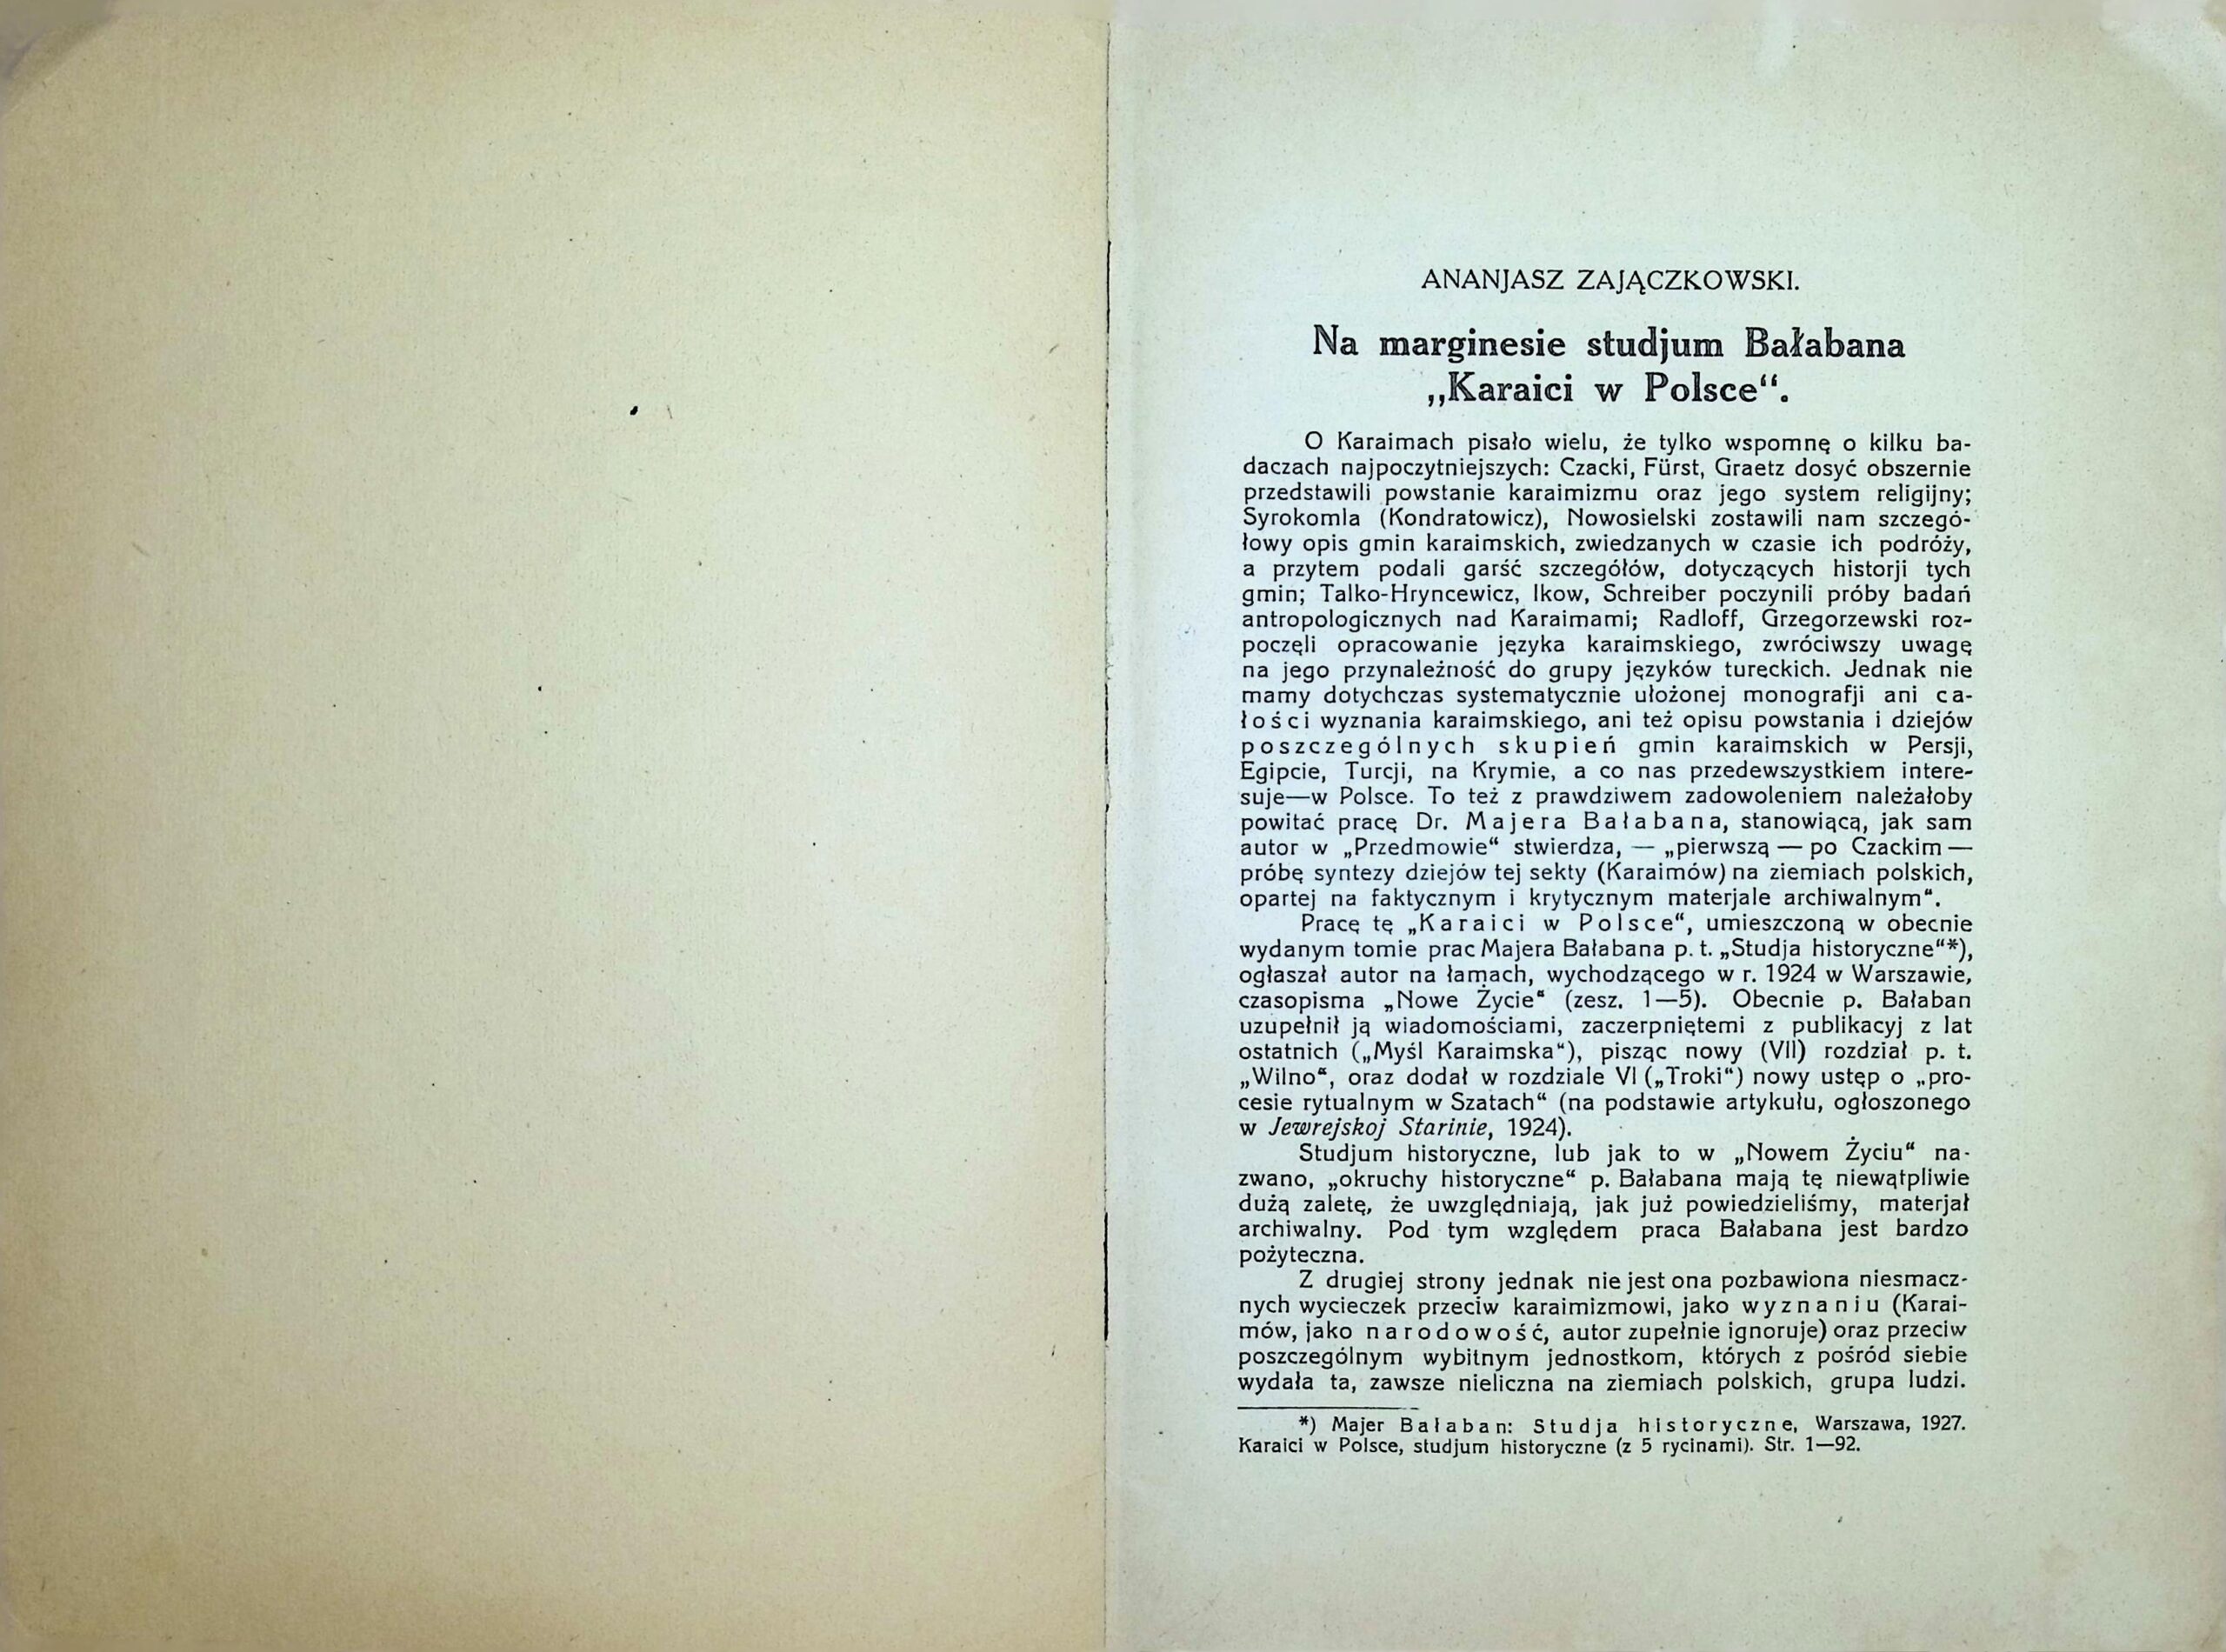 ANANJASZ ZAJĄCZKOWSKI.
Na marginesie studjum Bałabana
„Karaici w Polsce“.
O Karaimach pisało wielu, że tylko wspomnę o kilku ba-
daczach najpoczytniejszych: Czacki, Fürst, Graetz dosyć obszernie
przedstawili powstanie karaimizmu oraz jego system religijny;
Syrokomla (Kondratowicz), Nowosielski zostawili nam szczegó-
łowy opis gmin karaimskich, zwiedzanych w czasie ich podróży,
a przytem podali garść szczegółów, dotyczących historji tych
gmin; Talko-Hryncewicz, Ikow, Schreiber poczynili próby badań
antropologicznych nad Karaimami; Radloff, Grzegorzewski roz-
poczęli opracowanie języka karaimskiego, zwróciwszy uwagę
na jego przynależność do grupy języków tureckich. Jednak nie
mamy dotychczas systematycznie ułożonej monografji ani ca-
łości wyznania karaimskiego, ani też opisu powstania i dziejów
poszczególnych skupień gmin karaimskich w Persji,
Egipcie, Turcji, na Krymie, a co nas przedewszystkiem intere-
suje—w Polsce. To też z prawdziwem zadowoleniem należałoby
powitać pracę Dr. Majera Bałabana, stanowiącą, jak sam
autor w „Przedmowie“ stwierdza, — „pierwszą — po Czackim —
próbę syntezy dziejów tej sekty (Karaimów) na ziemiach polskich,
opartej na faktycznym i krytycznym materjale archiwalnym“.
Pracę tę „Karaici w Polsce“, umieszczoną w obecnie
wydanym tomie prac Majera Bałabana p. t. „Studja historyczne“*),
ogłaszał autor na łamach, wychodzącego w r. 1924 w Warszawie,
czasopisma „Nowe Życie“ (zesz. 1—5). Obecnie p. Bałaban
uzupełnił ją wiadomościami, zaczerpniętemi z publikacyj z lat
ostatnich („Myśl Karaimska“), pisząc nowy (VII) rozdział p. t.
„Wilno“, oraz dodał w rozdziale VI („Troki“) nowy ustęp o „pro-
cesie rytualnym w Szatach“ (na podstawie artykułu, ogłoszonego
w Jewrejskoj Starinie, 1924).
Studjum historyczne, lub jak to w „Nowem Życiu“ na-
zwano, „okruchy historyczne“ p. Bałabana mają tę niewątpliwie
dużą zaletę, że uwzględniają, jak już powiedzieliśmy, materjał
archiwalny. Pod tym względem praca Bałabana jest bardzo
pożyteczna.
Z drugiej strony jednak nie jest ona pozbawiona niesmacz-
nych wycieczek przeciw karaimizmowi, jako wyznaniu (Karai-
mów, jako narodowość, autor zupełnie ignoruje) oraz przeciw
poszczególnym wybitnym jednostkom, których z pośród siebie
wydała ta, zawsze nieliczna na ziemiach polskich, grupa ludzi.
*) Majer Bałaban: Studja historyczne, Warszawa, 1927.
Karaici w Polsce, studjum historyczne (z 5 rycinami). Str. 1—92.